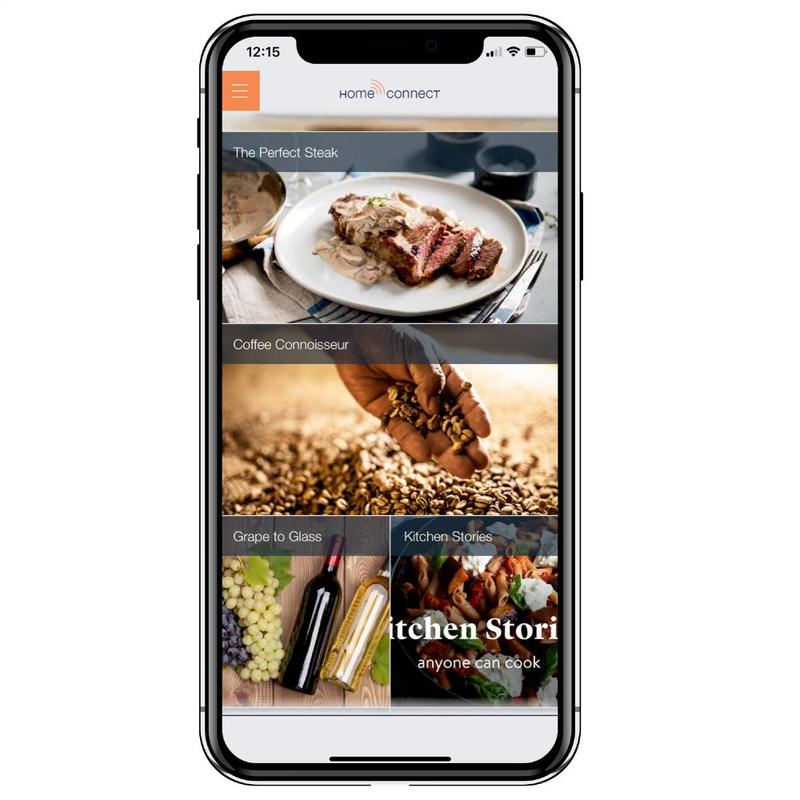 12:15
HOME CONNECT
The Perfect Steak
Coffee Connoisseur
Grape to Glass
Kitchen Stories
itchen Stori
anyone can cook